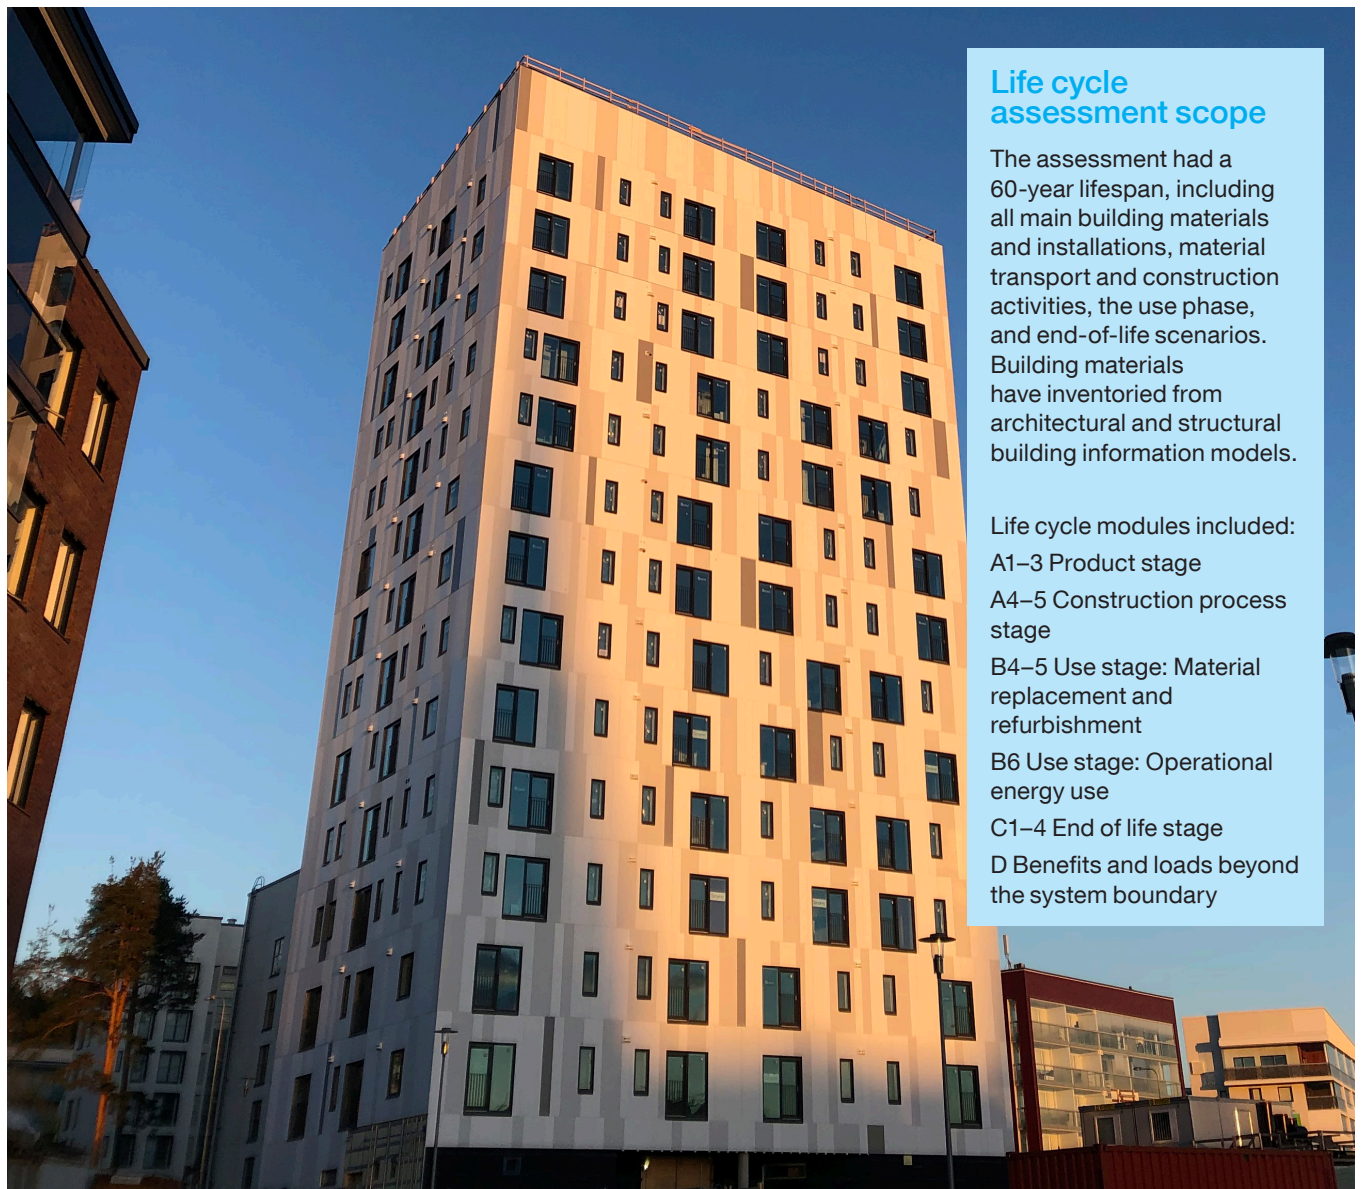 Life cycle
assessment scope
The assessment had a
60-year lifespan, including
all main building materials
and installations, material
transport and construction
activities, the use phase,
and end-of-life scenarios.
Building materials
have inventoried from
architectural and structural
building information models.
Life cycle modules included:
A1–3 Product stage
A4–5 Construction process
stage
B4–5 Use stage: Material
replacement and
refurbishment
B6 Use stage: Operational
energy use
C1–4 End of life stage
D Benefits and loads beyond
the system boundary